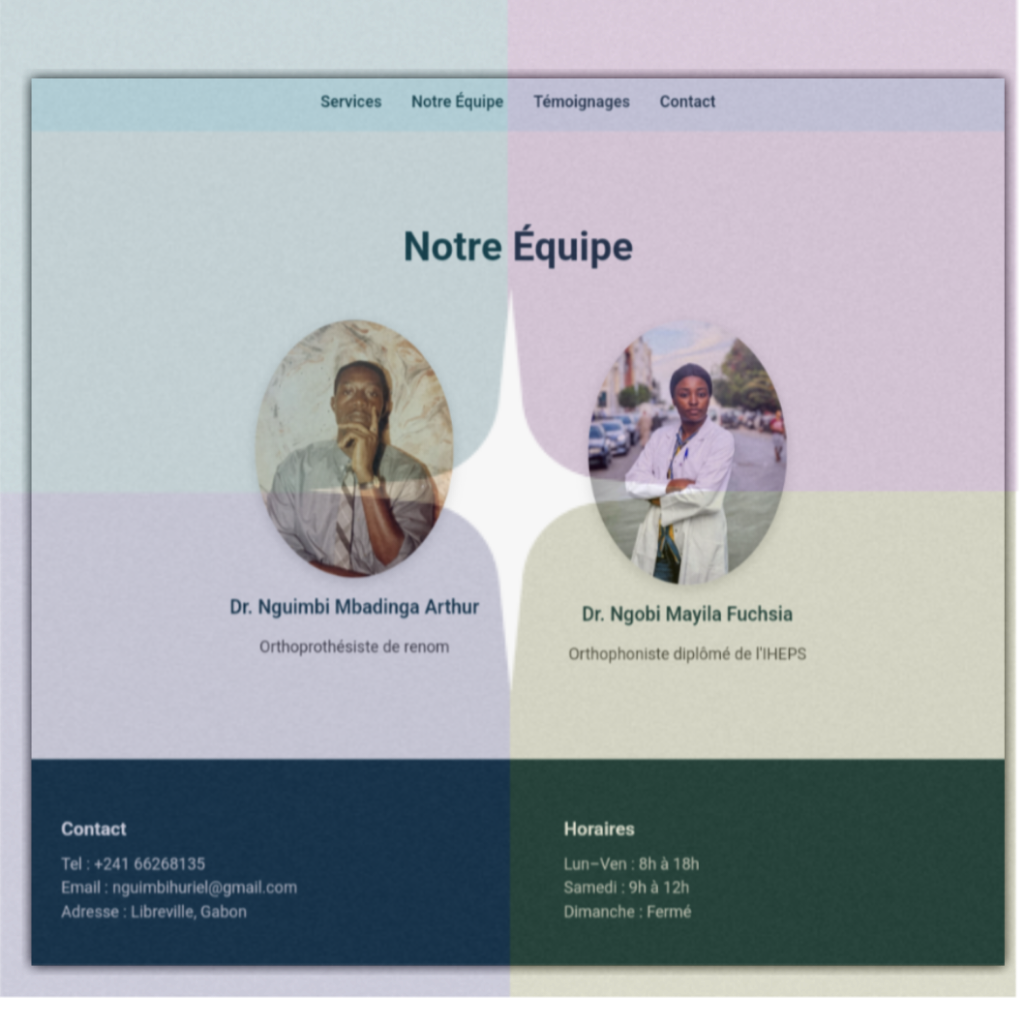 Services Notre Équipe Témoignages Contact
Notre Équipe
Dr. Nguimbi Mbadinga Arthur
Orthoprothésiste de renom
Dr. Ngobi Mayila Fuchsia
Orthophoniste diplômé de l'IHEPS
Contact
Tel : +241 66268135
Email : nguimbihuriel@gmail.com
Adresse : Libreville, Gabon
Horaires
Lun–Ven : 8h à 18h
Samedi : 9h à 12h
Dimanche : Fermé